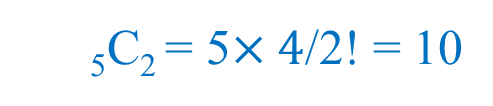 ₅C₂ = 5× 4/2! = 10